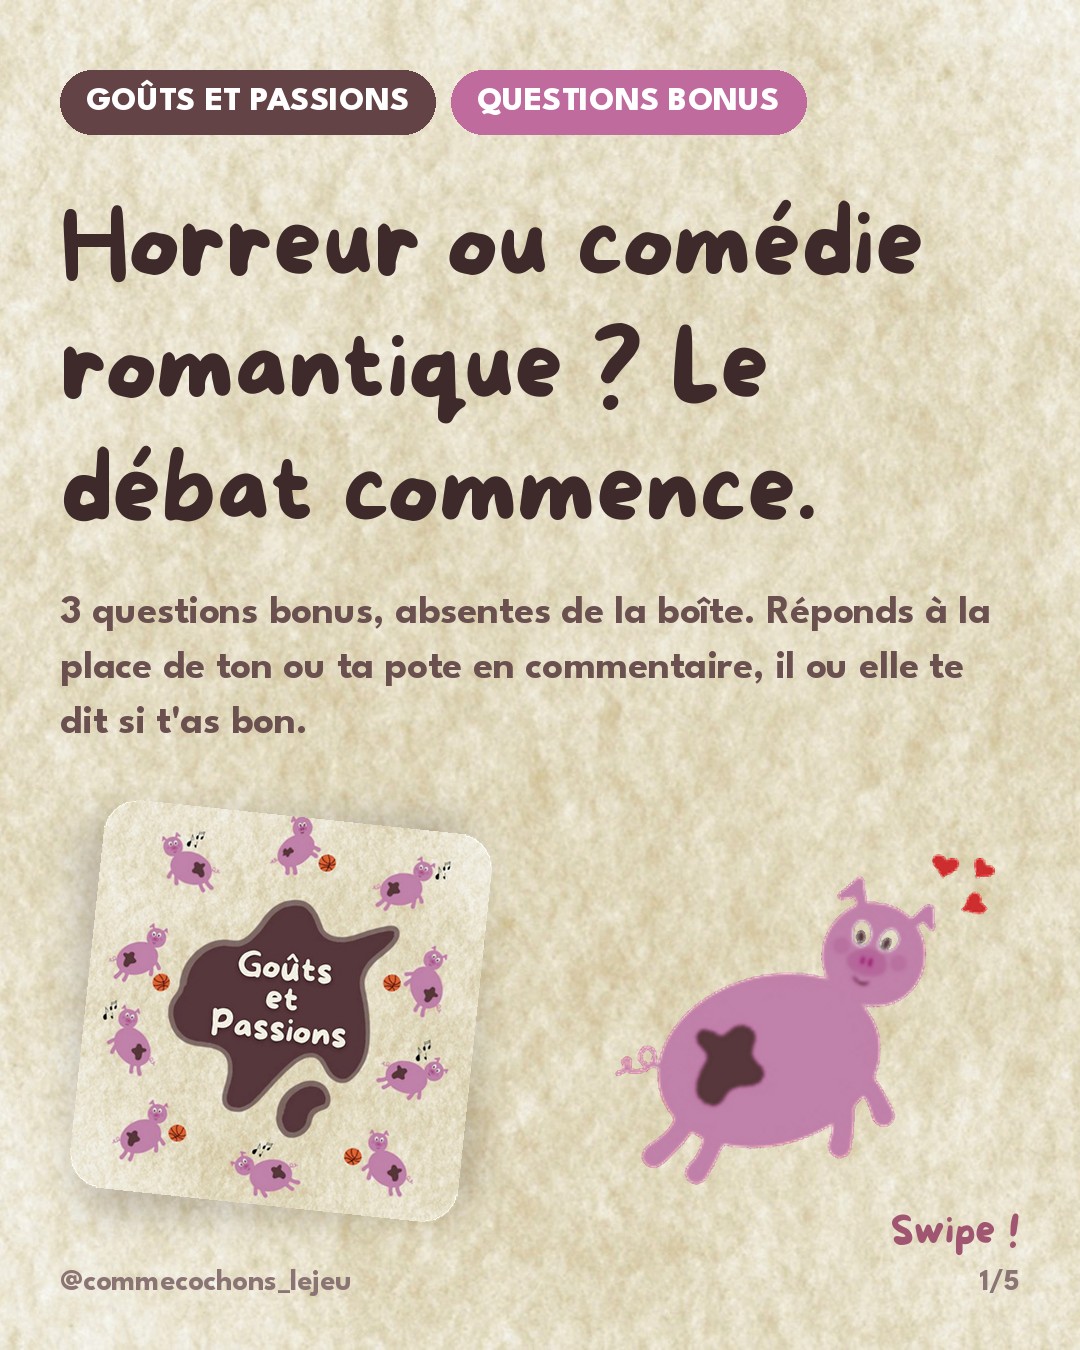 GOÛTS ET PASSIONS
QUESTIONS BONUS
Horreur ou comédie
romantique ? Le
débat commence.
3 questions bonus, absentes de la boîte. Réponds à la
place de ton ou ta pote en commentaire, il ou elle te
dit si t'as bon.
Goûts
et
Passions
Swipe !
@commecochons_lejeu
1/5